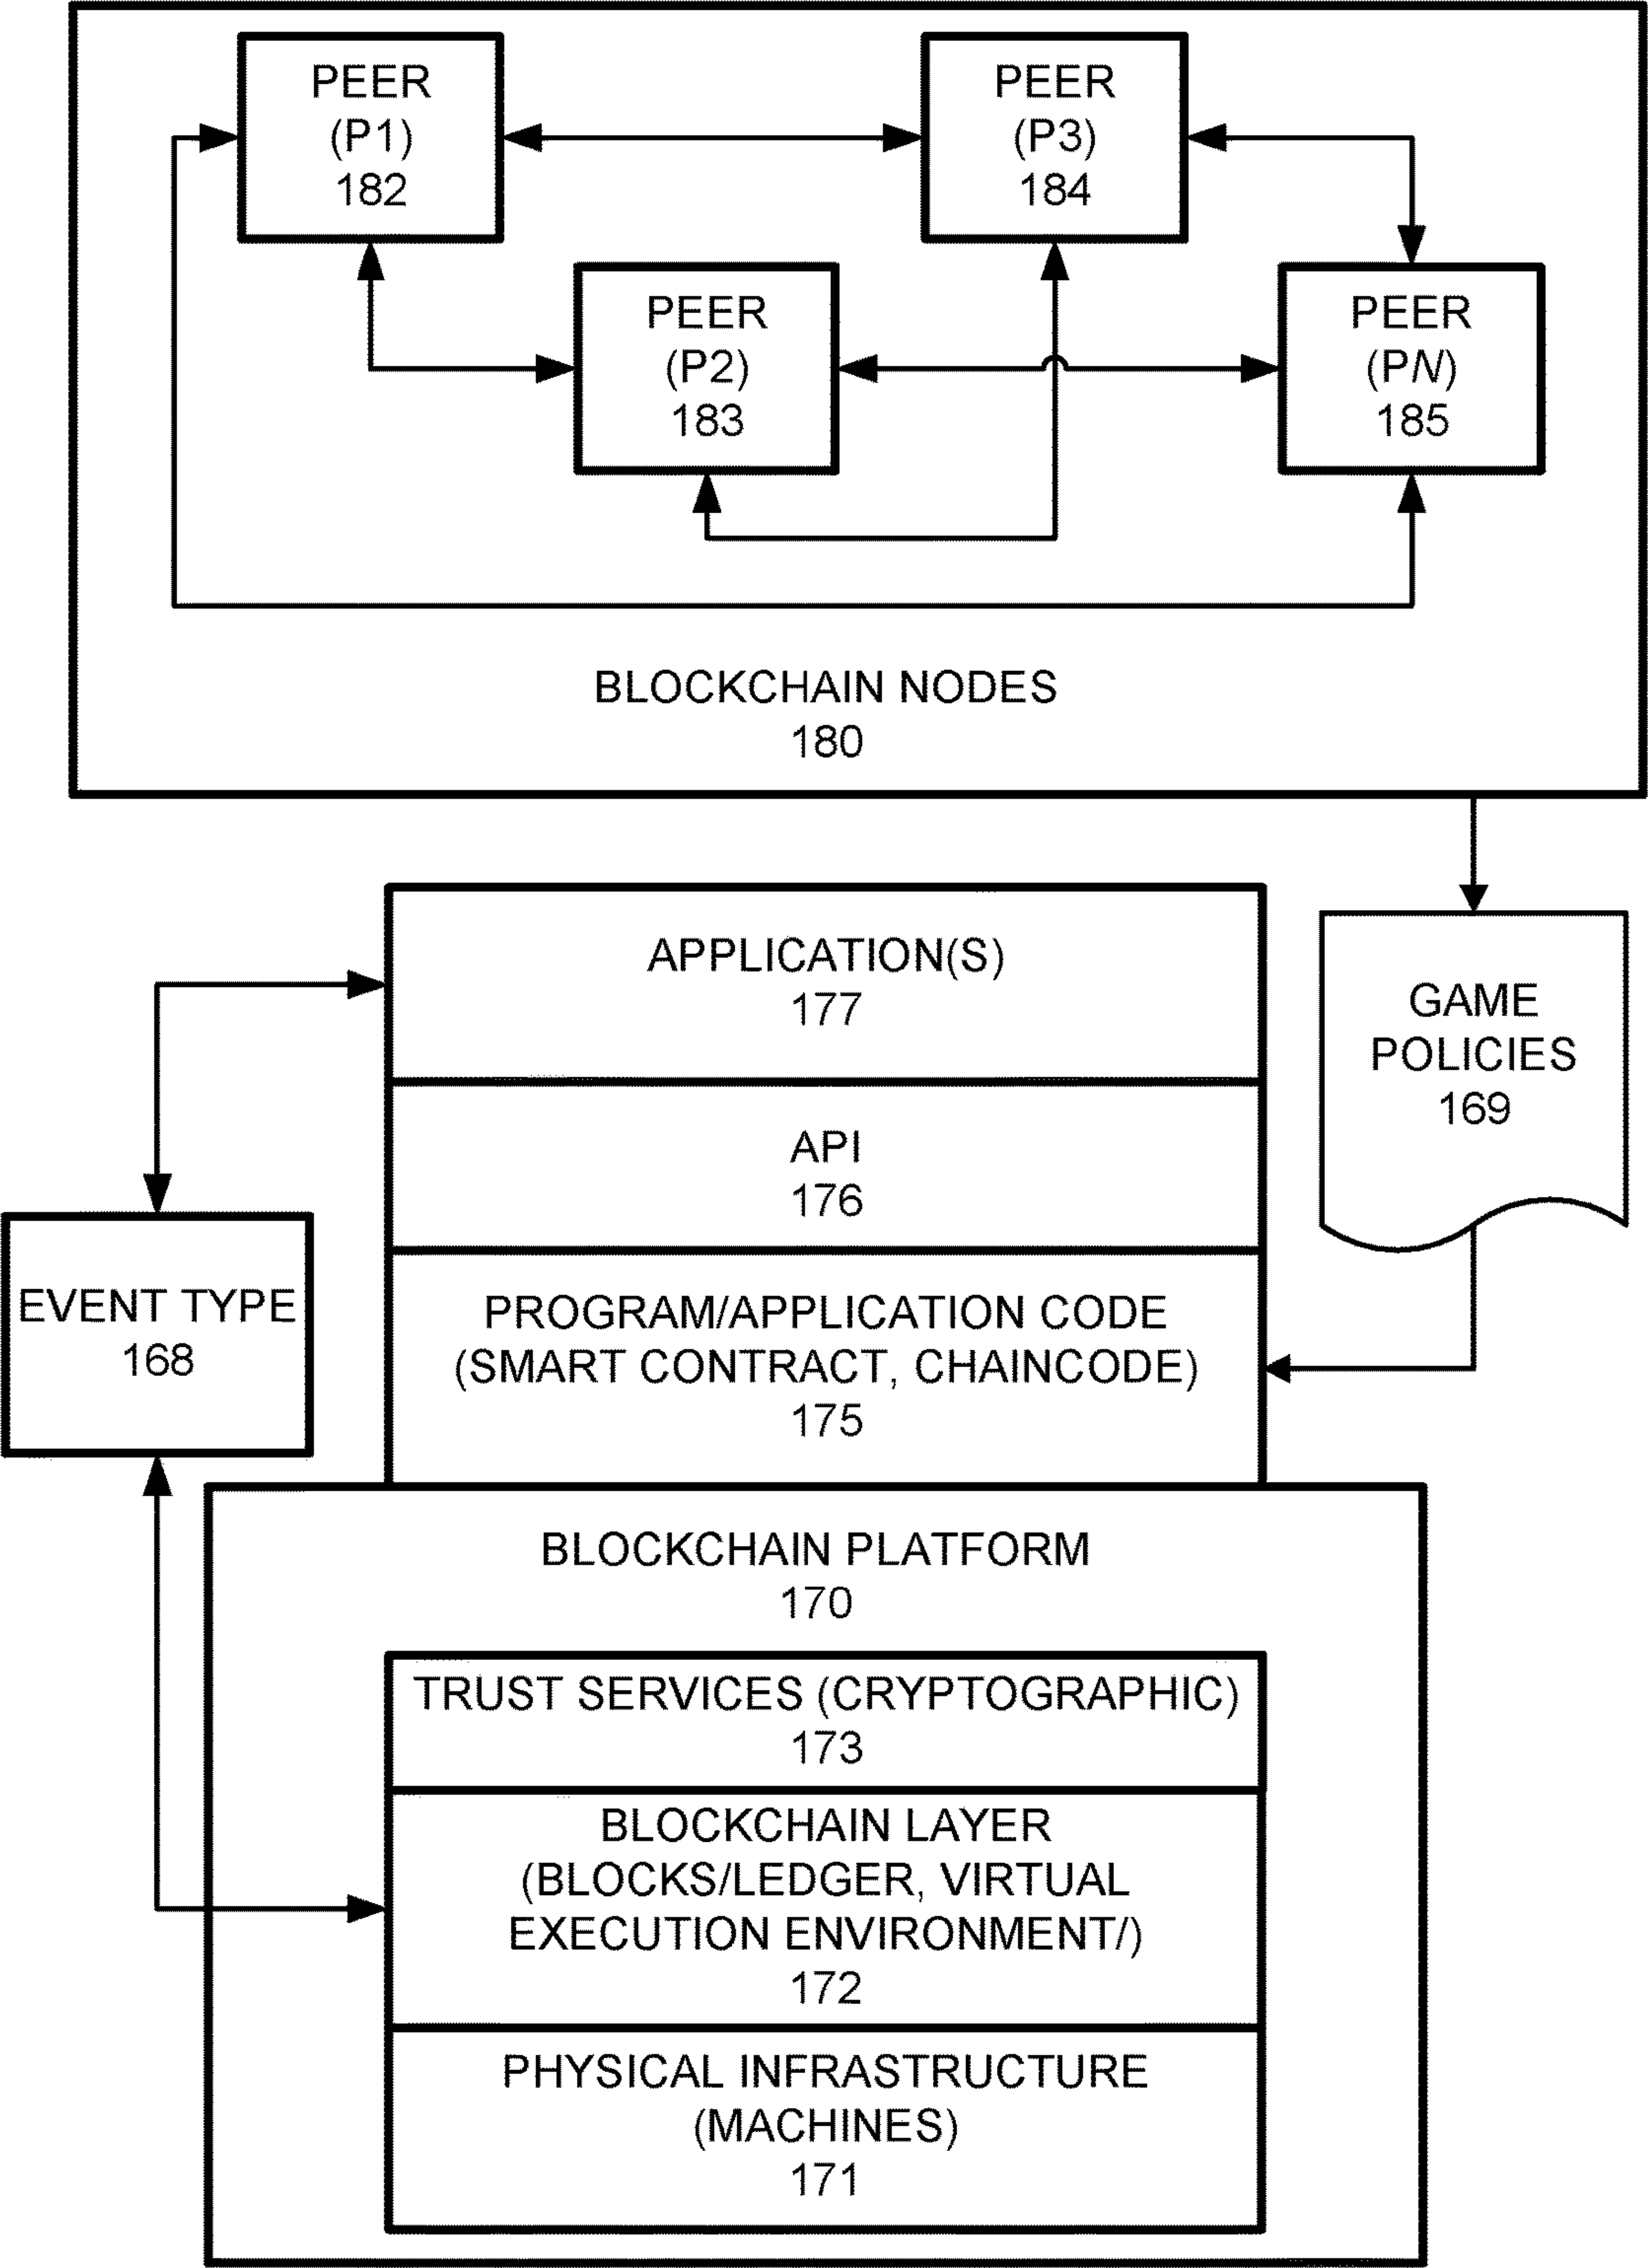 PEER
(P1)
182
PEER
(P3)
184
PEER
(P2)
183
PEER
(PN)
185
BLOCKCHAIN NODES
180
APPLICATION(S)
177
GAME
POLICIES
169
API
176
EVENT TYPE
168
PROGRAM/APPLICATION CODE
(SMART CONTRACT, CHAINCODE)
175
BLOCKCHAIN PLATFORM
170
TRUST SERVICES (CRYPTOGRAPHIC)
173
BLOCKCHAIN LAYER
(BLOCKS/LEDGER, VIRTUAL
EXECUTION ENVIRONMENT/)
172
PHYSICAL INFRASTRUCTURE
(MACHINES)
171